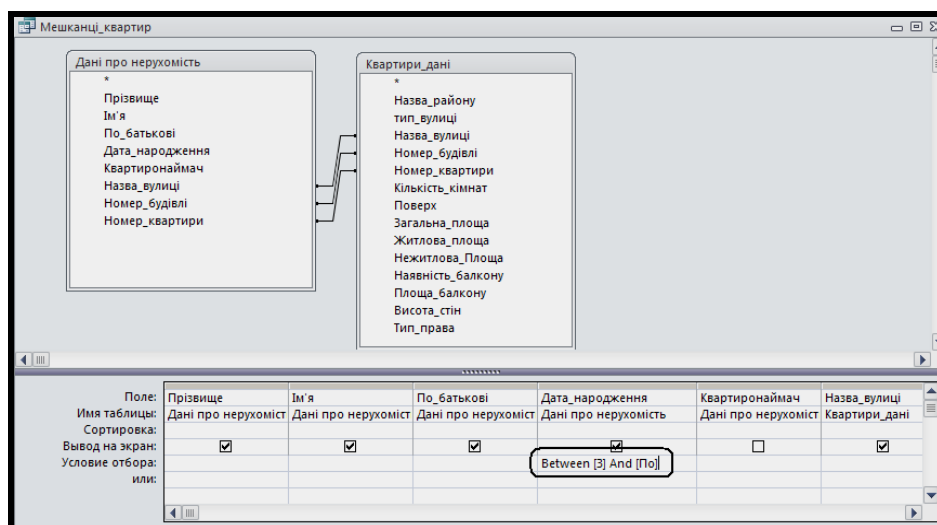 Мешканці_квартир
Дані про нерухомість
*
Прізвище
Ім'я
По_батькові
Дата_народження
Квартиронаймач
Назва_вулиці
Номер_будівлі
Номер_квартири
Квартири_дані
*
Назва_району
тип_вулиці
Назва_вулиці
Номер_будівлі
Номер_квартири
Кількість_кімнат
Поверх
Загальна_площа
Житлова_площа
Нежитлова_Площа
Наявність_балкону
Площа_балкону
Висота_стін
Тип_права
Поле: Прізвище Ім'я По_батькові Дата_народження Квартиронаймач Назва_вулиці
Имя таблицы: Дані про нерухоміст Дані про нерухоміст Дані про нерухоміст Дані про нерухомість Дані про нерухоміст Квартири_дані
Сортировка:
Вывод на экран:
Условие отбора: Between [З] And [По]
или: